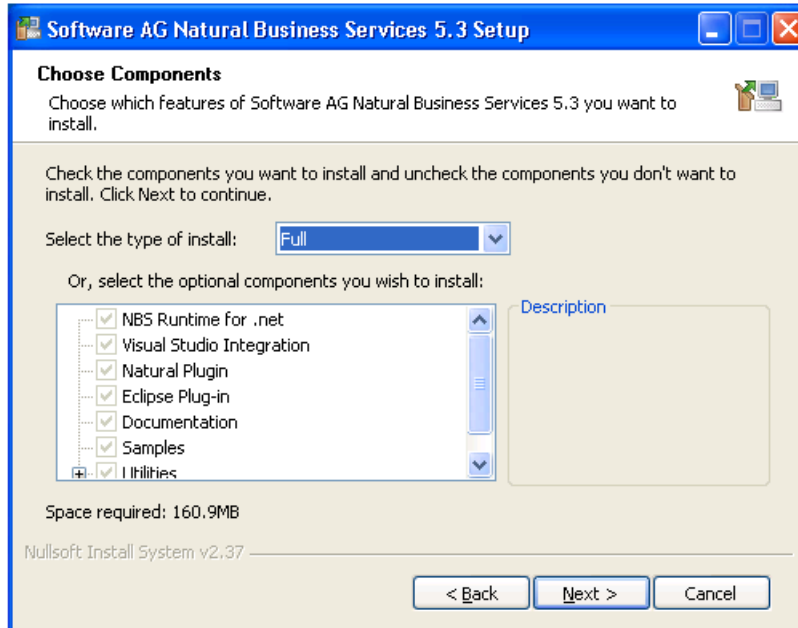 Software AG Natural Business Services 5.3 Setup
Choose Components
Choose which features of Software AG Natural Business Services 5.3 you want to
install.
Check the components you want to install and uncheck the components you don't want to
install. Click Next to continue.
Select the type of install:
Full
Or, select the optional components you wish to install:
NBS Runtime for .net
Visual Studio Integration
Natural Plugin
Eclipse Plug-in
Documentation
Samples
Utilities
Description
Space required: 160.9MB
Nullsoft Install System v2.37
< Back
Next >
Cancel